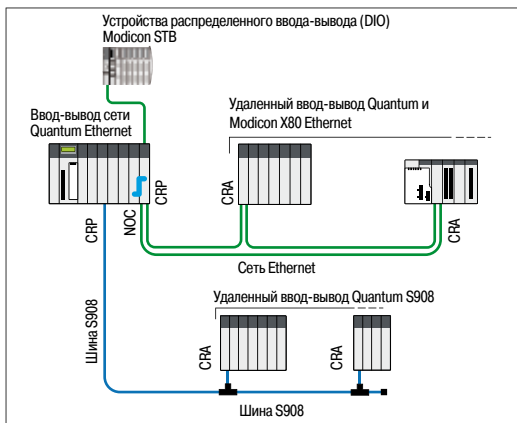 Устройства распределенного ввода-вывода (DIO)
Modicon STB
Ввод-вывод сети
Quantum Ethernet
Удаленный ввод-вывод Quantum и
Modicon X80 Ethernet
CRP
NOC
CRP
CRA
CRA
Сеть Ethernet
Шина S908
Удаленный ввод-вывод Quantum S908
CRA
CRA
Шина S908